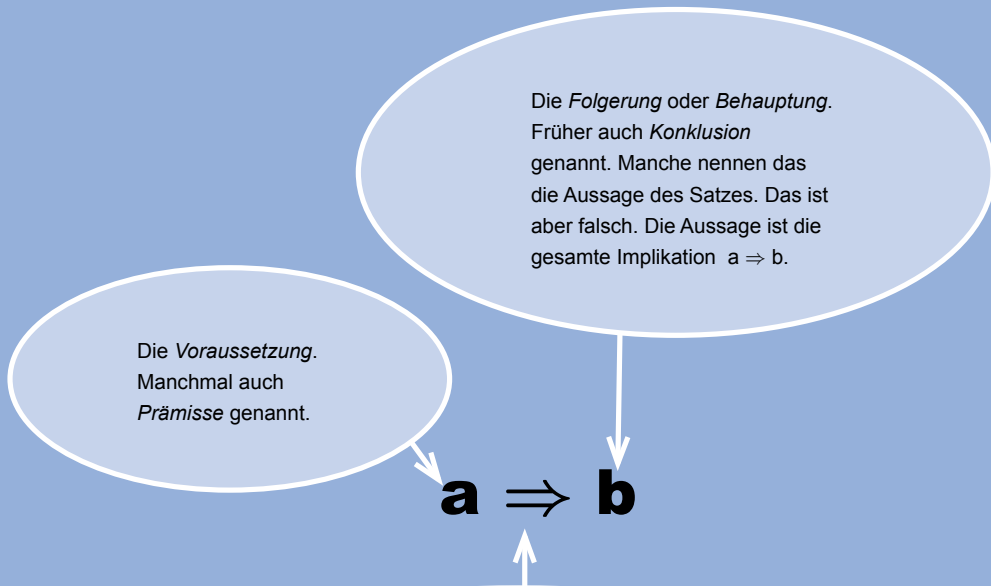 Die Folgerung oder Behauptung.
Früher auch Konklusion
genannt. Manche nennen das
die Aussage des Satzes. Das ist
aber falsch. Die Aussage ist die
gesamte Implikation a ⇒ b.
Die Voraussetzung.
Manchmal auch
Prämisse genannt.
a ⇒ b